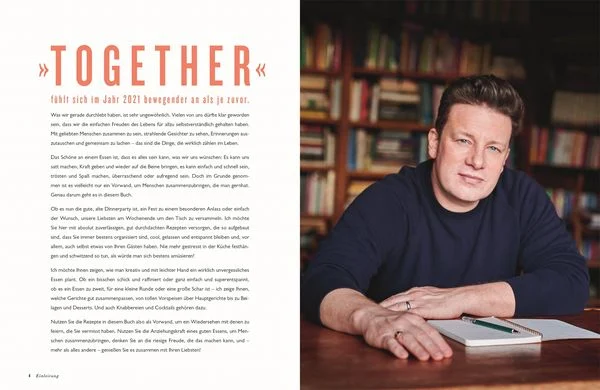 »TOGETHER«
fühlt sich im Jahr 2021 bewegender an als je zuvor.
Was wir gerade durchlebt haben, ist sehr ungewöhnlich. Vielen von uns dürfte klar geworden
sein, dass wir die einfachen Freuden des Lebens für allzu selbstverständlich gehalten haben.
Mit geliebten Menschen zusammen zu sein, strahlende Gesichter zu sehen, Erinnerungen aus-
zutauschen und gemeinsam zu lachen – das sind die Dinge, die wirklich zählen im Leben.
Das Schöne an einem Essen ist, dass es alles sein kann, was wir uns wünschen: Es kann uns
satt machen, Kraft geben und wieder auf die Beine bringen, es kann einfach und schnell sein,
trösten und Spaß machen, überraschend oder aufregend sein. Doch im Grunde genom-
men ist es vielleicht nur ein Vorwand, um Menschen zusammenzubringen, die man gernhat.
Genau darum geht es in diesem Buch.
Ob es nun die gute, alte Dinnerparty ist, ein Fest zu einem besonderen Anlass oder einfach
der Wunsch, unsere Liebsten am Wochenende um den Tisch zu versammeln. Ich möchte
Sie hier mit absolut zuverlässigen, gut durchdachten Rezepten versorgen, die so aufgebaut
sind, dass Sie immer bestens organisiert sind, cool, gelassen und entspannt bleiben und, vor
allem, auch selbst etwas von Ihren Gästen haben. Nie mehr gestresst in der Küche festhän-
gen und schwitzend so tun, als würde man sich bestens amüsieren!
Ich möchte Ihnen zeigen, wie man kreativ und mit leichter Hand ein wirklich unvergessliches
Essen plant. Ob ein bisschen schick und raffiniert oder ganz einfach und superentspannt,
ob es ein Essen zu zweit, für eine kleine Runde oder eine große Schar ist – ich zeige Ihnen,
welche Gerichte gut zusammenpassen, von tollen Vorspeisen über Hauptgerichte bis zu Bei-
lagen und Desserts. Und auch Knabbereien und Cocktails gehören dazu.
Nutzen Sie die Rezepte in diesem Buch also als Vorwand, um ein Wiedersehen mit denen zu
feiern, die Sie vermisst haben. Nutzen Sie die Anziehungskraft eines guten Essens, um Men-
schen zusammenzubringen, denken Sie an die riesige Freude, die das machen kann, und –
mehr als alles andere – genießen Sie es zusammen mit Ihren Liebsten!
8 Einleitung